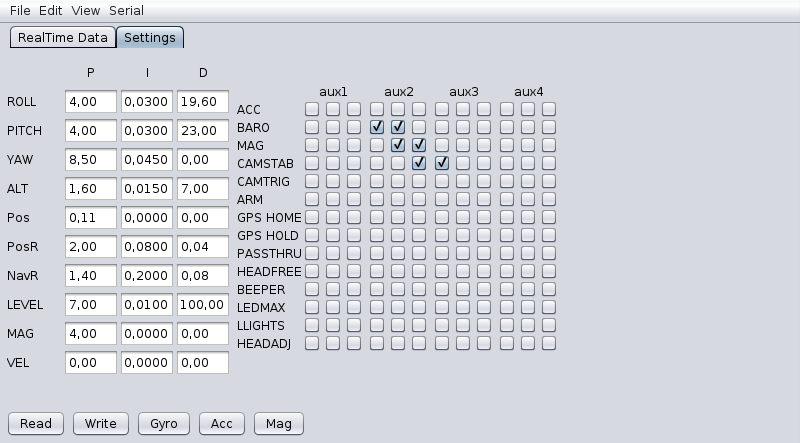 File Edit View Serial
RealTime Data Settings
P I D
aux1 aux2 aux3 aux4
ROLL 4,00 0,0300 19,60
PITCH 4,00 0,0300 23,00
YAW 8,50 0,0450 0,00
ALT 1,60 0,0150 7,00
Pos 0,11 0,0000 0,00
PosR 2,00 0,0800 0,04
NavR 1,40 0,2000 0,08
LEVEL 7,00 0,0100 100,00
MAG 4,00 0,0000 0,00
VEL 0,00 0,0000 0,00
ACC
BARO
MAG
CAMSTAB
CAMTRIG
ARM
GPS HOME
GPS HOLD
PASSTHRU
HEADFREE
BEEPER
LEDMAX
LLIGHTS
HEADADJ
Read Write Gyro Acc Mag